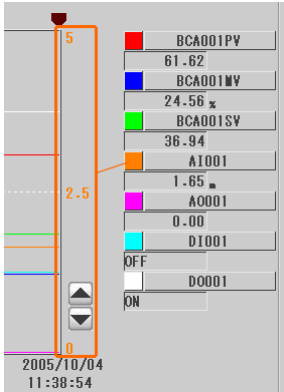 5
2.5
0
2005/10/04
11:38:54
BCA001PV
61.62
BCA001MV
24.56 %
BCA001SV
36.94
AI001
1.65 m
AO001
0.00
DI001
OFF
DO001
ON